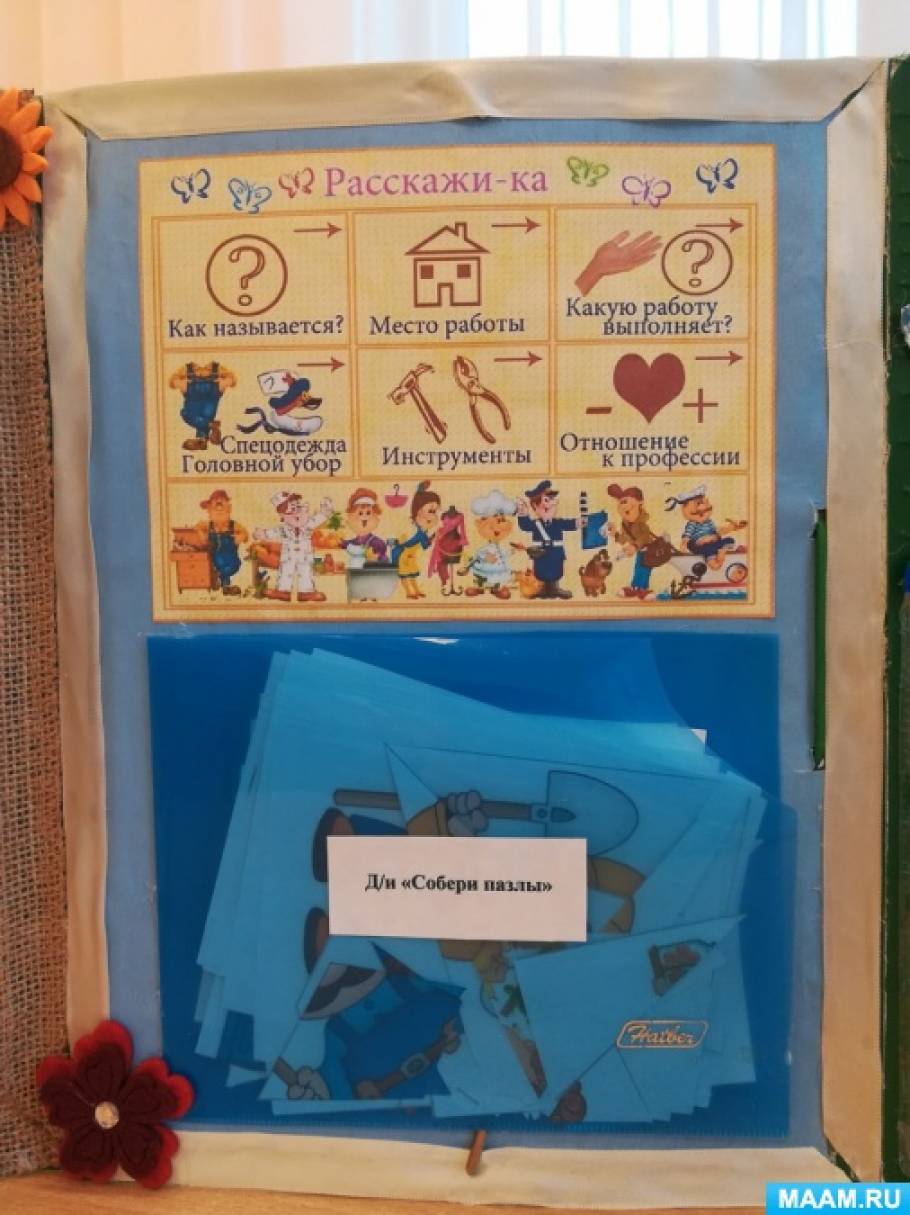 Расскажи-ка
Как называется?
Место работы
Какую работу
выполняет?
Спецодежда
Головной убор
Инструменты
Отношение
к профессии
Д/и «Собери пазлы»
Hatber
MAAM.RU